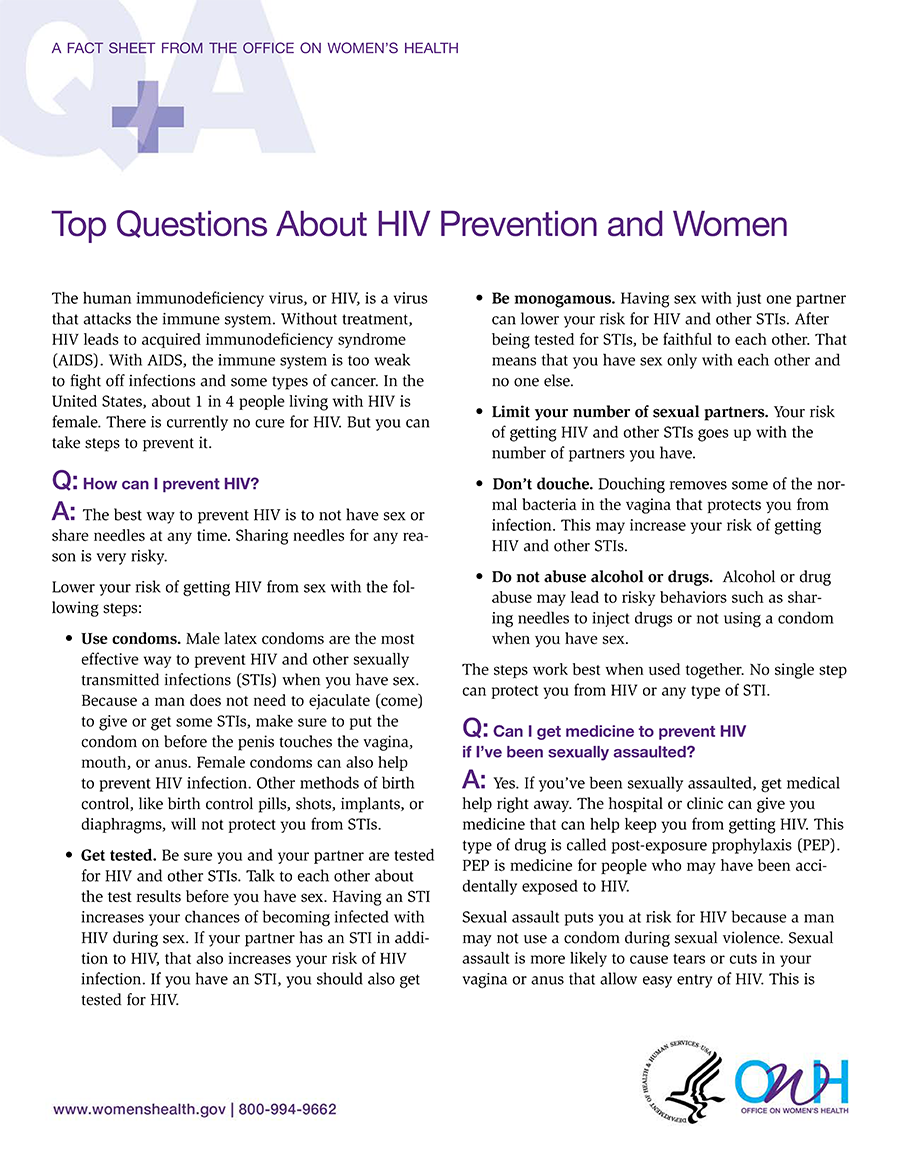 A FACT SHEET FROM THE OFFICE ON WOMEN'S HEALTH
QA
Top Questions About HIV Prevention and Women
The human immunodeficiency virus, or HIV, is a virus
that attacks the immune system. Without treatment,
HIV leads to acquired immunodeficiency syndrome
(AIDS). With AIDS, the immune system is too weak
to fight off infections and some types of cancer. In the
United States, about 1 in 4 people living with HIV is
female. There is currently no cure for HIV. But you can
take steps to prevent it.
Q: How can I prevent HIV?
A: The best way to prevent HIV is to not have sex or
share needles at any time. Sharing needles for any rea-
son is very risky.
Lower your risk of getting HIV from sex with the fol-
lowing steps:
• Use condoms. Male latex condoms are the most
effective way to prevent HIV and other sexually
transmitted infections (STIs) when you have sex.
Because a man does not need to ejaculate (come)
to give or get some STIs, make sure to put the
condom on before the penis touches the vagina,
mouth, or anus. Female condoms can also help
to prevent HIV infection. Other methods of birth
control, like birth control pills, shots, implants, or
diaphragms, will not protect you from STIs.
• Get tested. Be sure you and your partner are tested
for HIV and other STIs. Talk to each other about
the test results before you have sex. Having an STI
increases your chances of becoming infected with
HIV during sex. If your partner has an STI in addi-
tion to HIV, that also increases your risk of HIV
infection. If you have an STI, you should also get
tested for HIV.
• Be monogamous. Having sex with just one partner
can lower your risk for HIV and other STIs. After
being tested for STIs, be faithful to each other. That
means that you have sex only with each other and
no one else.
• Limit your number of sexual partners. Your risk
of getting HIV and other STIs goes up with the
number of partners you have.
• Don't douche. Douching removes some of the nor-
mal bacteria in the vagina that protects you from
infection. This may increase your risk of getting
HIV and other STIs.
• Do not abuse alcohol or drugs. Alcohol or drug
abuse may lead to risky behaviors such as shar-
ing needles to inject drugs or not using a condom
when you have sex.
The steps work best when used together. No single step
can protect you from HIV or any type of STI.
Q: Can I get medicine to prevent HIV
if I've been sexually assaulted?
A: Yes. If you've been sexually assaulted, get medical
help right away. The hospital or clinic can give you
medicine that can help keep you from getting HIV. This
type of drug is called post-exposure prophylaxis (PEP).
PEP is medicine for people who may have been acci-
dentally exposed to HIV.
Sexual assault puts you at risk for HIV because a man
may not use a condom during sexual violence. Sexual
assault is more likely to cause tears or cuts in your
vagina or anus that allow easy entry of HIV. This is
www.womenshealth.gov | 800-994-9662
DEPARTMENT OF HEALTH & HUMAN SERVICES·USA
OWH
OFFICE ON WOMEN'S HEALTH